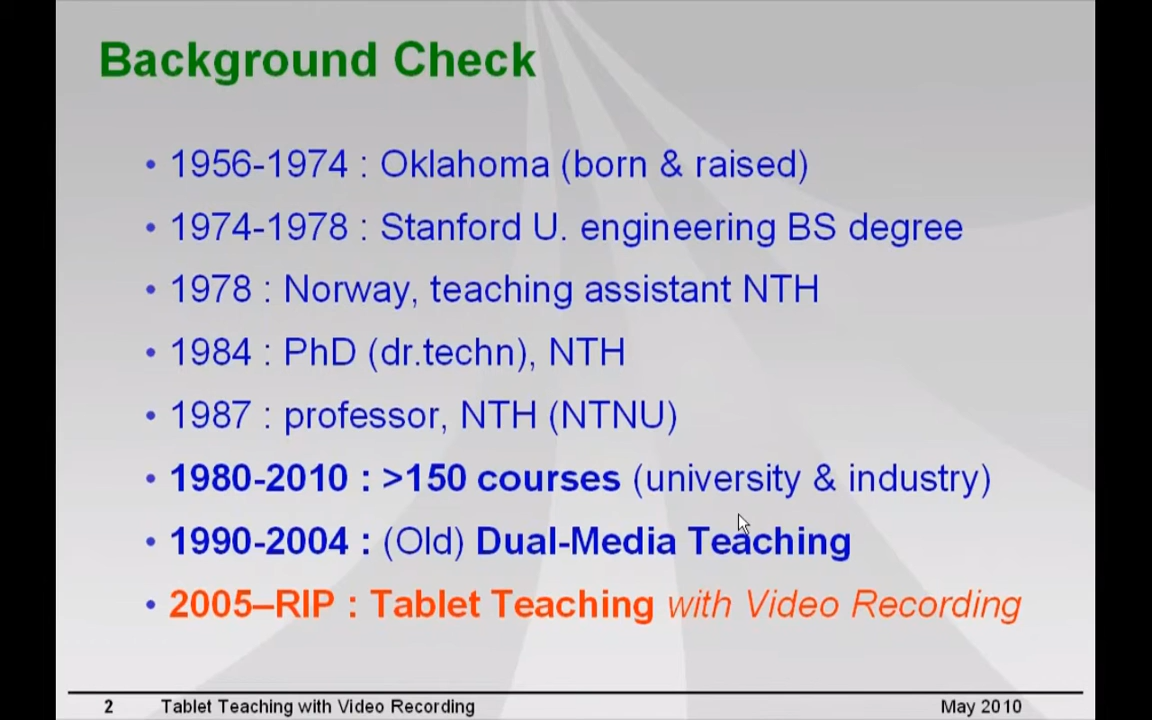 Background Check
• 1956-1974 : Oklahoma (born & raised)
• 1974-1978 : Stanford U. engineering BS degree
• 1978 : Norway, teaching assistant NTH
• 1984 : PhD (dr.techn), NTH
• 1987 : professor, NTH (NTNU)
• 1980-2010 : >150 courses (university & industry)
• 1990-2004 : (Old) Dual-Media Teaching
• 2005–RIP : Tablet Teaching with Video Recording
2 Tablet Teaching with Video Recording May 2010